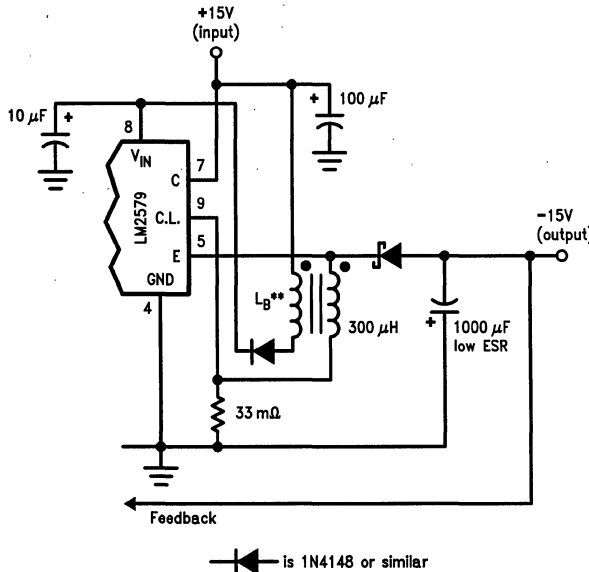 +15V
(input)
10 μF
+
+
100 μF
8
VIN
7
C
LM2579
9
C.L.
5
E
-15V
(output)
GND
4
LB**
300 μH
+
1000 μF
low ESR
33 mΩ
Feedback
is 1N4148 or similar